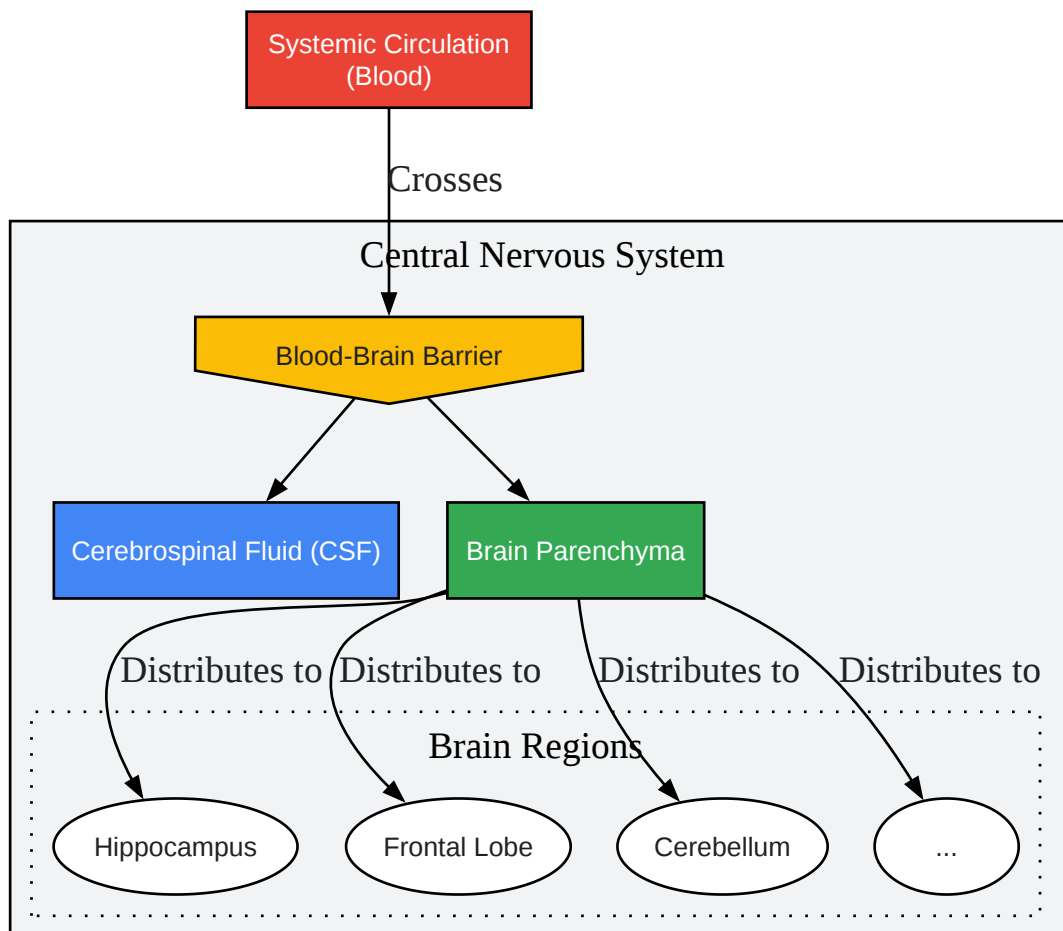 Systemic Circulation
(Blood)
Crosses
Central Nervous System
Blood-Brain Barrier
Cerebrospinal Fluid (CSF)
Brain Parenchyma
Distributes to
Distributes to
Distributes to
Distributes to
Brain Regions
Hippocampus
Frontal Lobe
Cerebellum
...